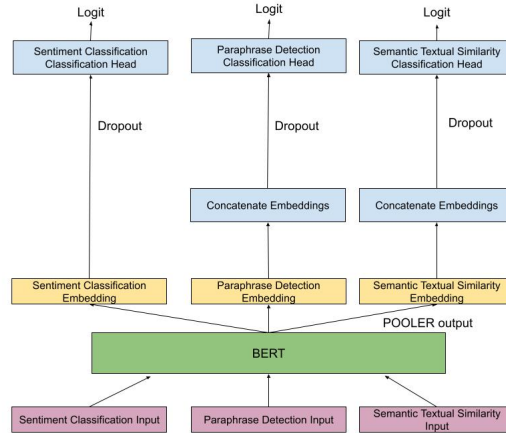 Logit
Logit
Logit
Sentiment Classification
Classification Head
Paraphrase Detection
Classification Head
Semantic Textual Similarity
Classification Head
Dropout
Dropout
Dropout
Concatenate Embeddings
Concatenate Embeddings
Sentiment Classification
Embedding
Paraphrase Detection
Embedding
Semantic Textual Similarity
Embedding
POOLER output
BERT
Sentiment Classification Input
Paraphrase Detection Input
Semantic Textual Similarity
Input